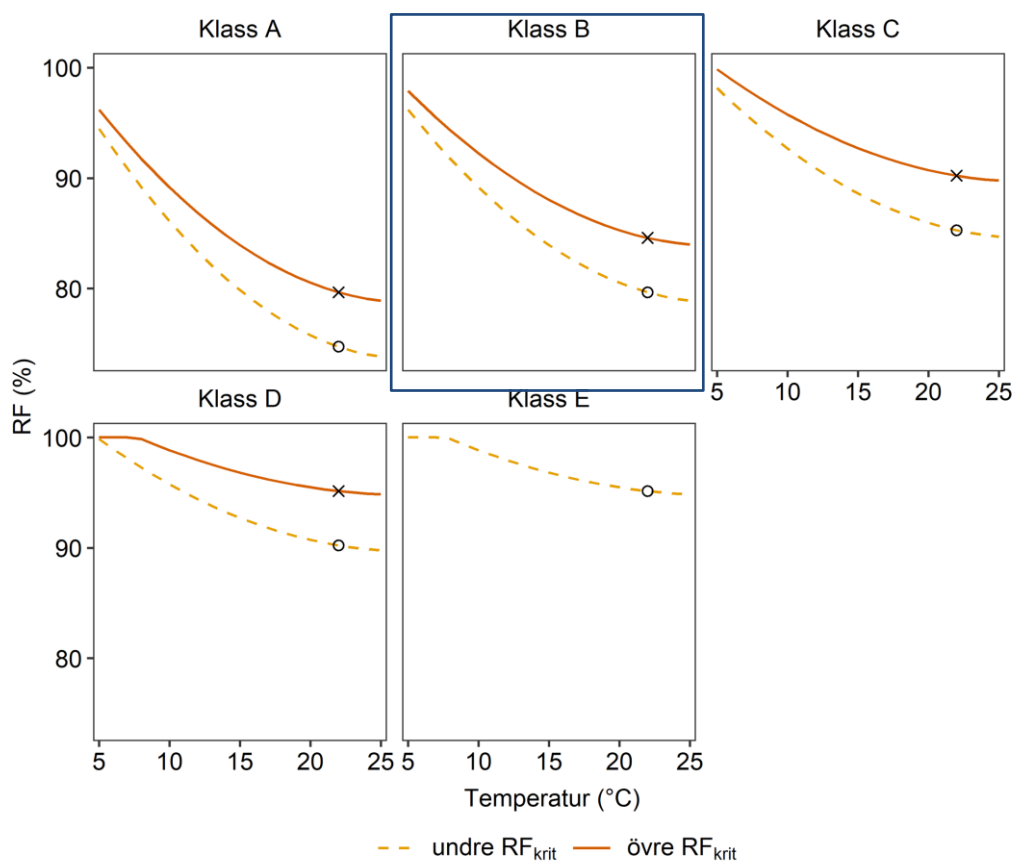 Klass A
Klass B
Klass C
100
90
80
5 10 15 20 25
RF (%)
Klass D
Klass E
100
90
80
5 10 15 20 25
5 10 15 20 25
Temperatur (°C)
undre RFkrit
övre RFkrit